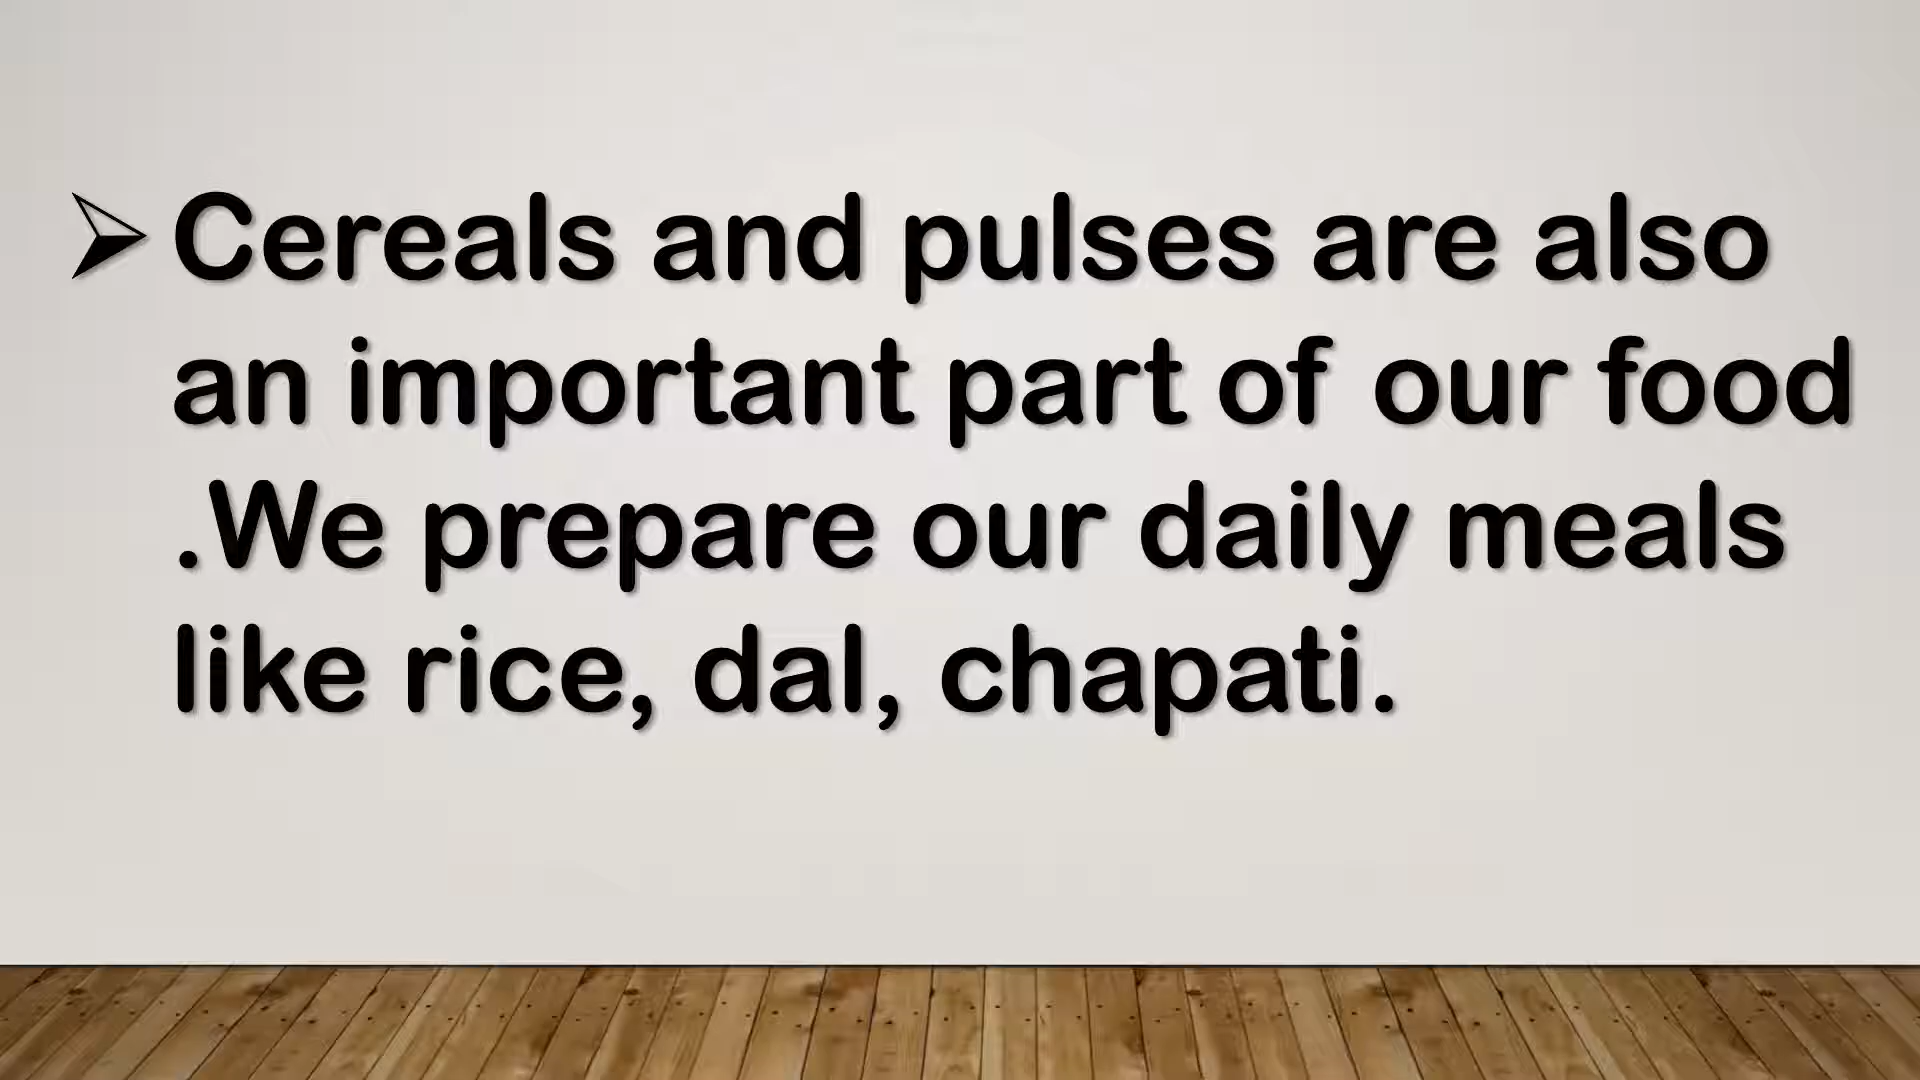 ➢ Cereals and pulses are also
an important part of our food
.We prepare our daily meals
like rice, dal, chapati.